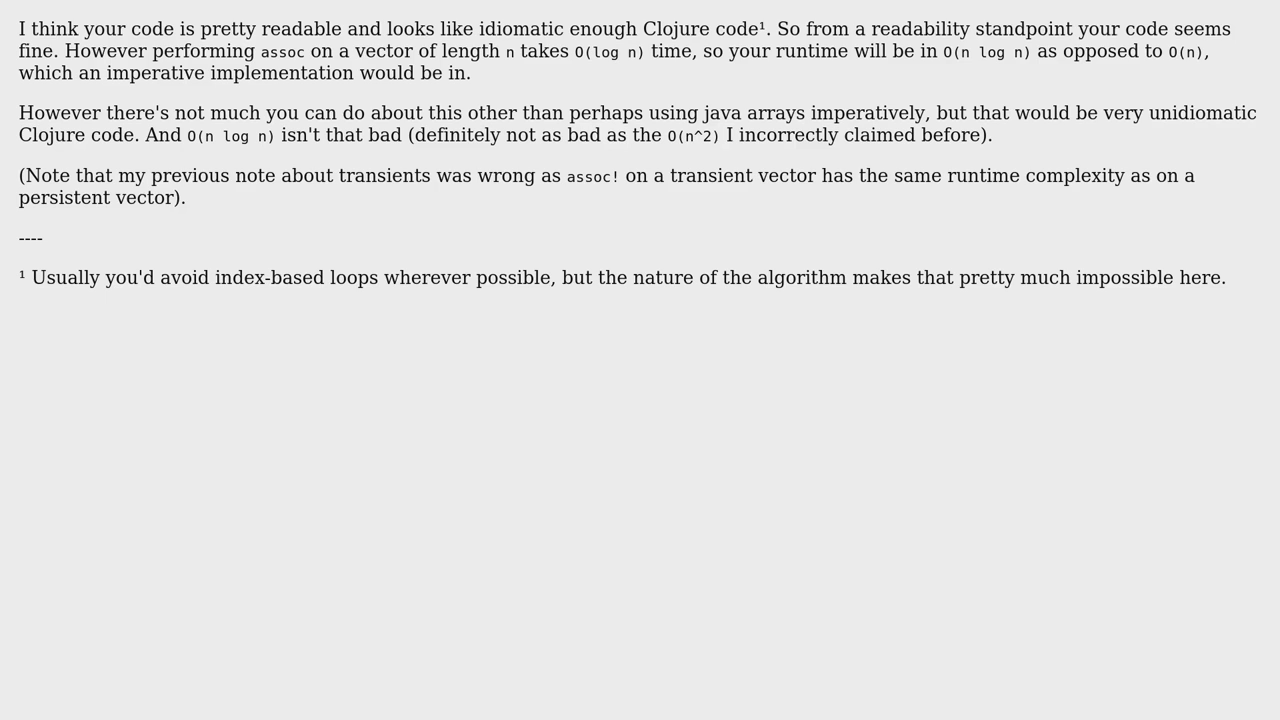 I think your code is pretty readable and looks like idiomatic enough Clojure code¹. So from a readability standpoint your code seems
fine. However performing assoc on a vector of length n takes O(log n) time, so your runtime will be in O(n log n) as opposed to O(n),
which an imperative implementation would be in.
However there's not much you can do about this other than perhaps using java arrays imperatively, but that would be very unidiomatic
Clojure code. And O(n log n) isn't that bad (definitely not as bad as the O(n^2) I incorrectly claimed before).
(Note that my previous note about transients was wrong as assoc! on a transient vector has the same runtime complexity as on a
persistent vector).
----
¹ Usually you'd avoid index-based loops wherever possible, but the nature of the algorithm makes that pretty much impossible here.